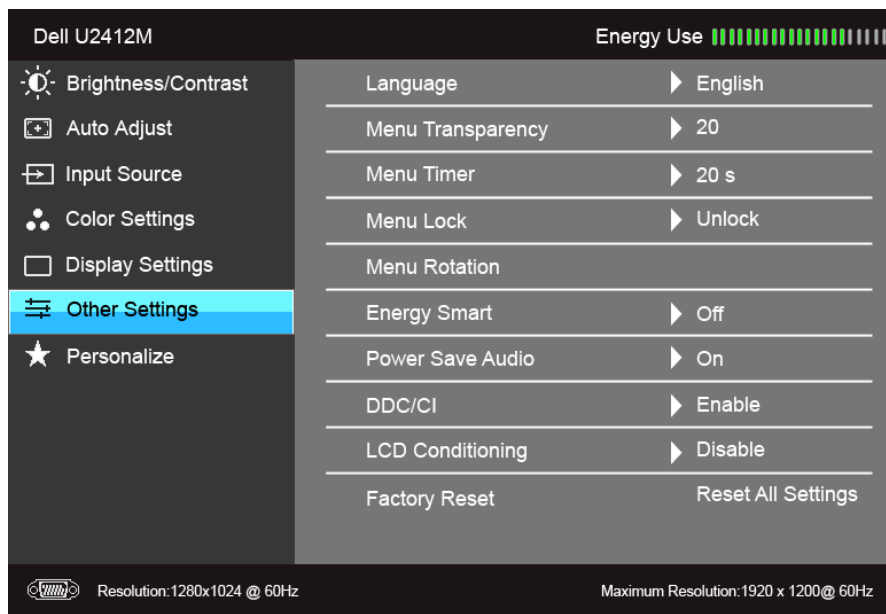 Dell U2412M Energy Use
Brightness/Contrast
Auto Adjust
Input Source
Color Settings
Display Settings
Other Settings
Personalize
Language English
Menu Transparency 20
Menu Timer 20 s
Menu Lock Unlock
Menu Rotation
Energy Smart Off
Power Save Audio On
DDC/CI Enable
LCD Conditioning Disable
Factory Reset Reset All Settings
Resolution:1280x1024 @ 60Hz Maximum Resolution:1920 x 1200@ 60Hz